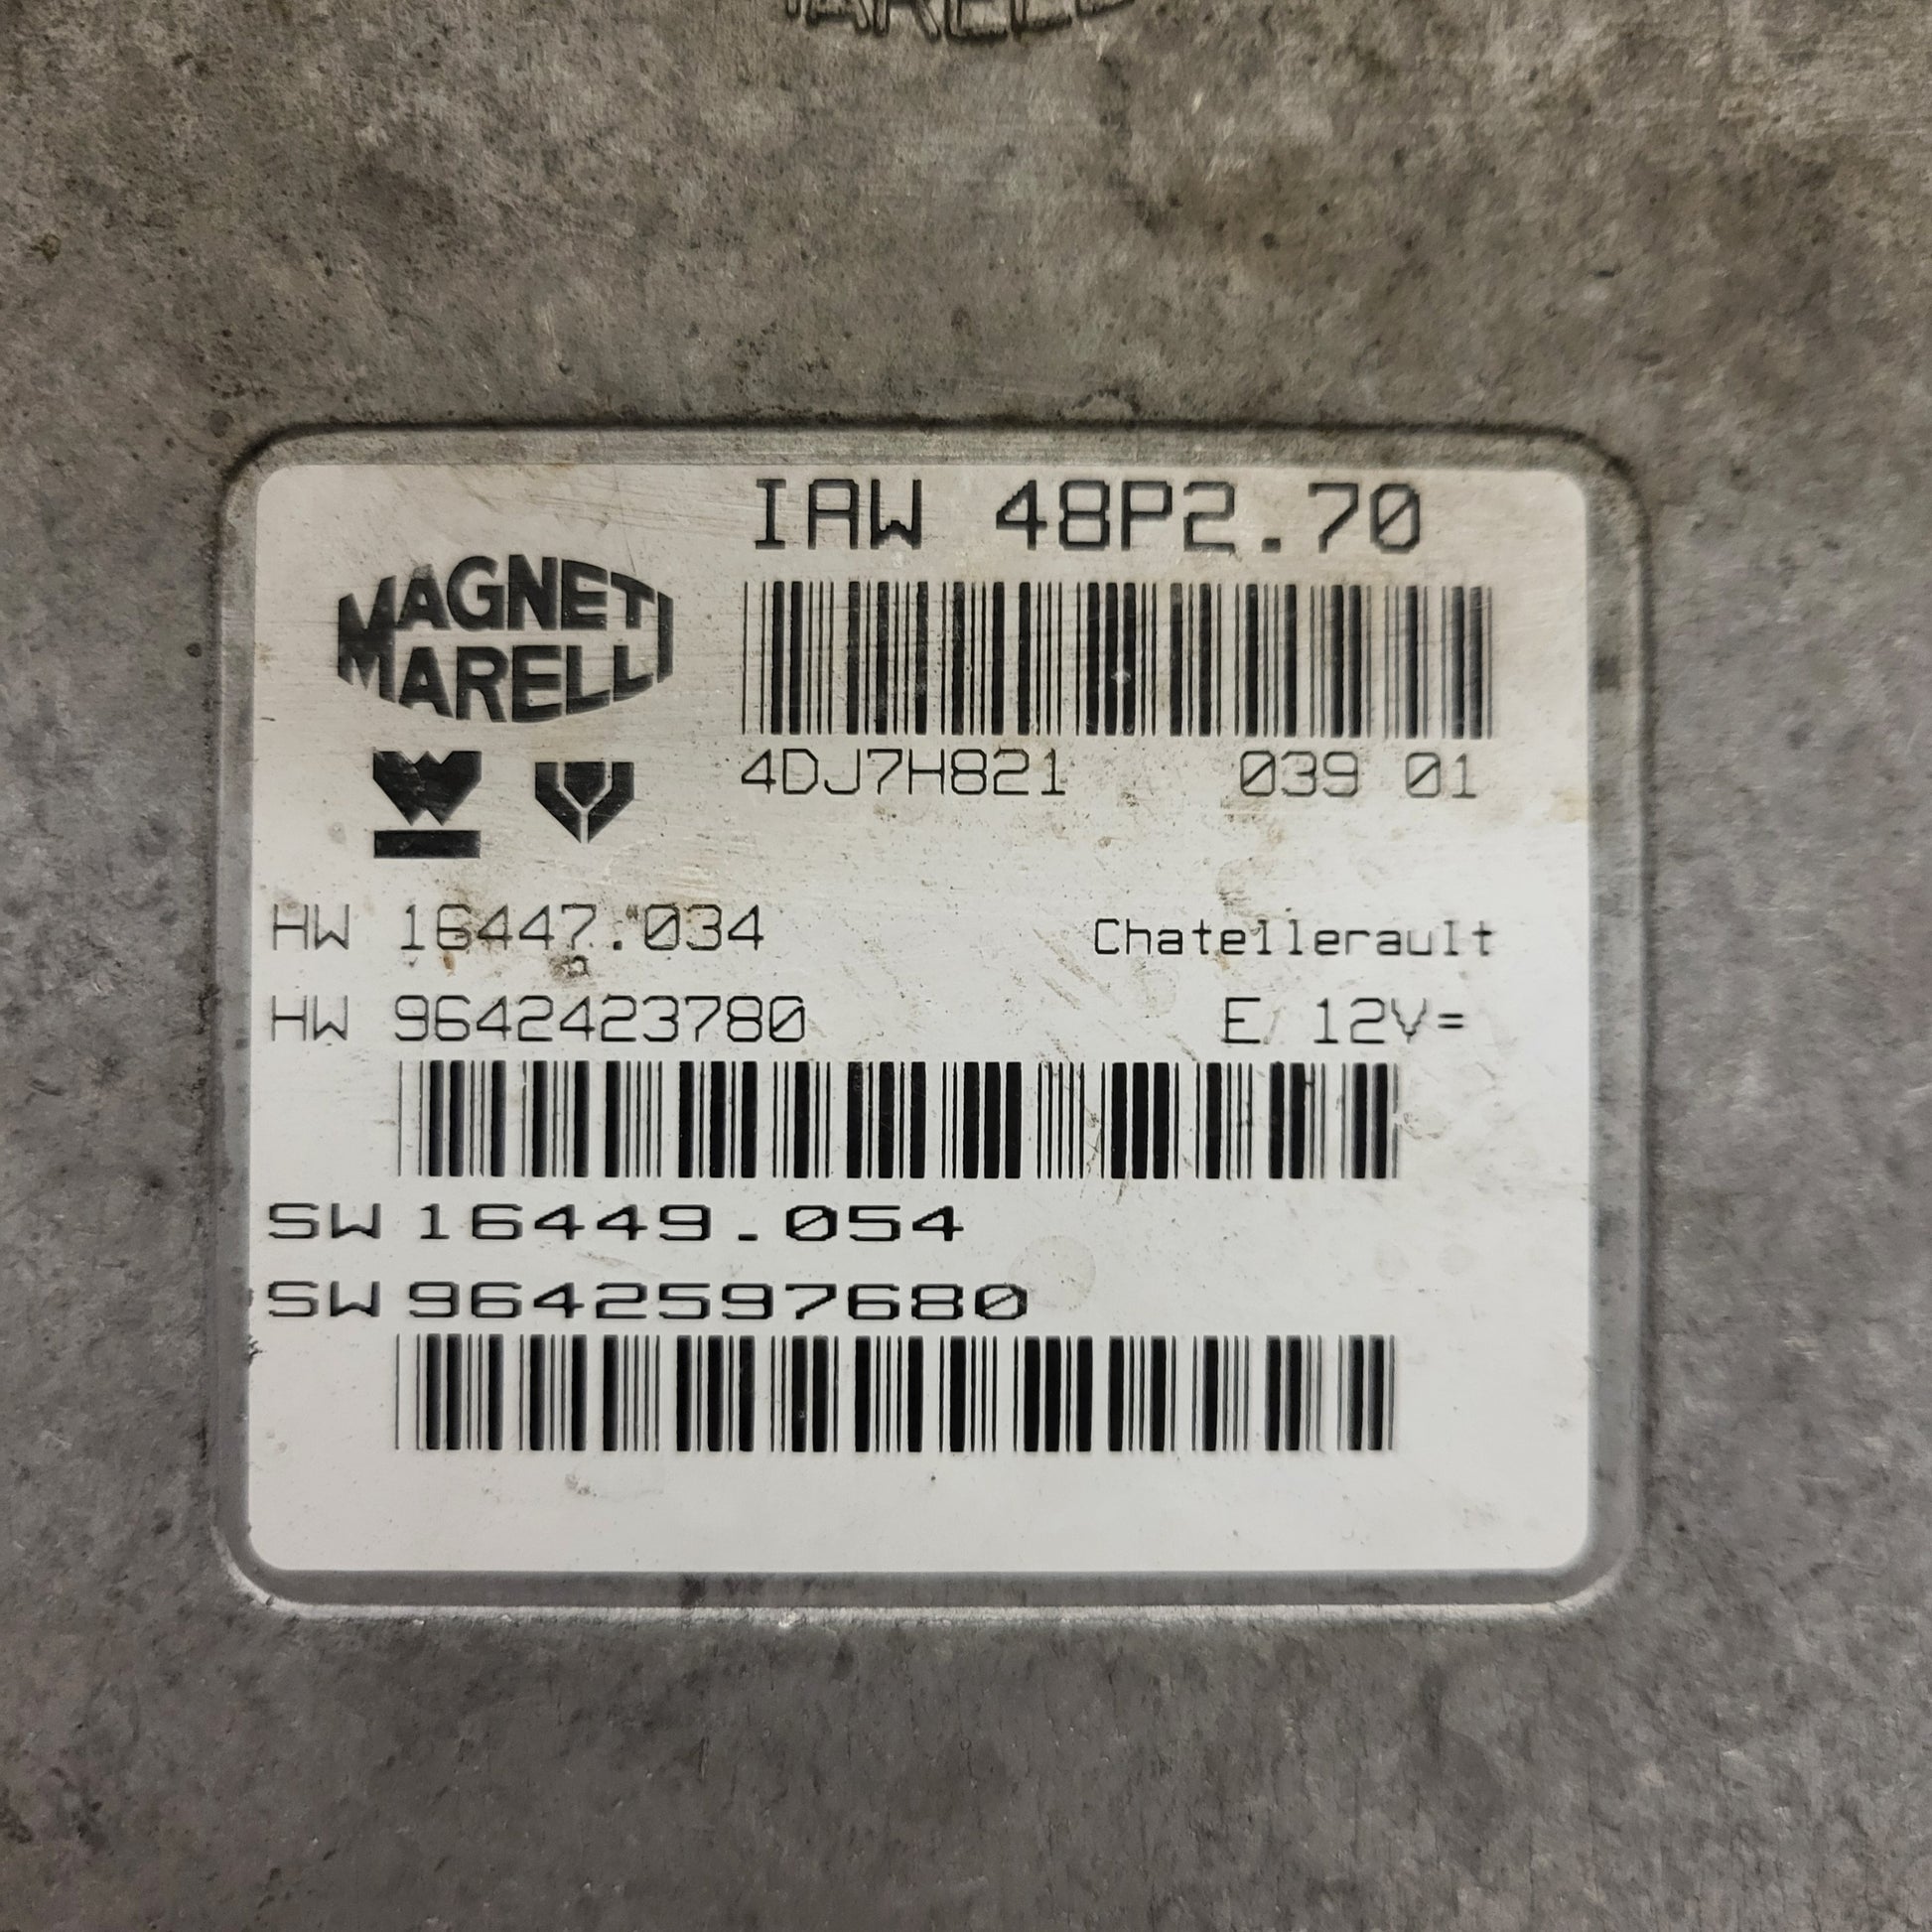 MARELLI
IAW 48P2.70
MAGNETI
MARELLI
4DJ7H821 039 01
HW 16447.034 Chatellerault
HW 9642423780 E 12V=
SW 16449.054
SW 9642597680